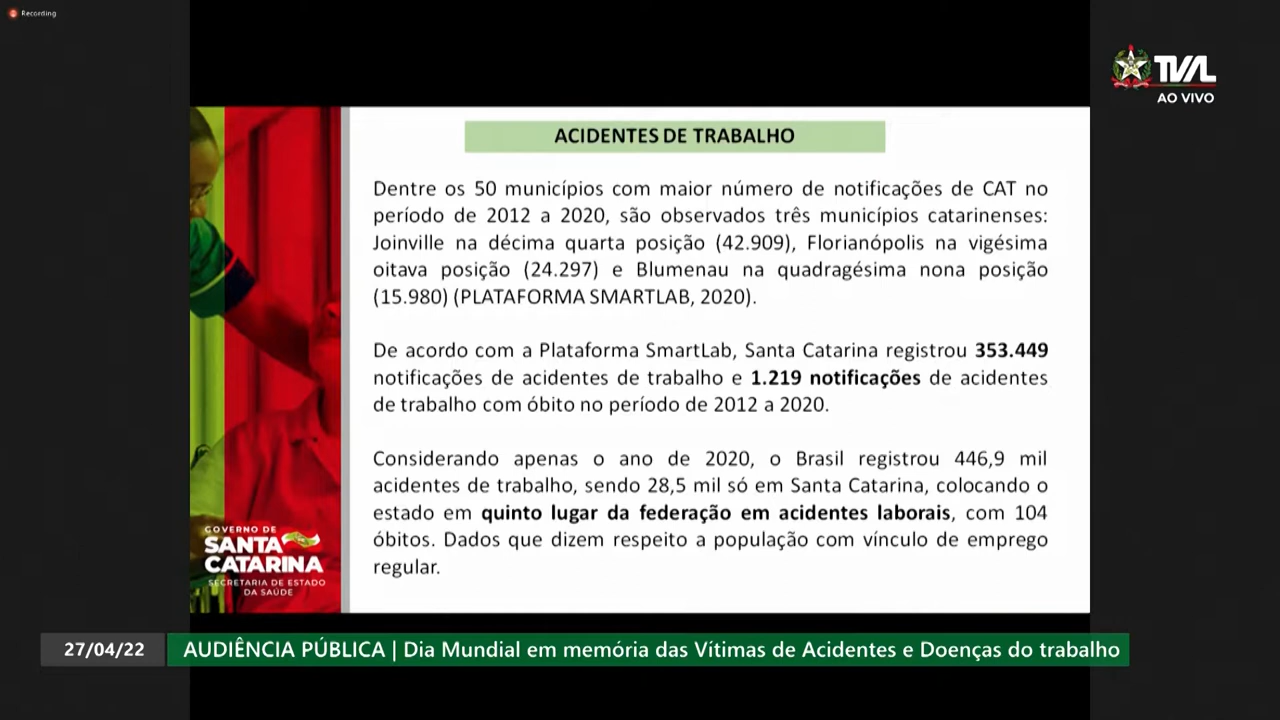 Recording
TVAL
AO VIVO
ACIDENTES DE TRABALHO
Dentre os 50 municípios com maior número de notificações de CAT no
período de 2012 a 2020, são observados três municípios catarinenses:
Joinville na décima quarta posição (42.909), Florianópolis na vigésima
oitava posição (24.297) e Blumenau na quadragésima nona posição
(15.980) (PLATAFORMA SMARTLAB, 2020).
De acordo com a Plataforma SmartLab, Santa Catarina registrou 353.449
notificações de acidentes de trabalho e 1.219 notificações de acidentes
de trabalho com óbito no período de 2012 a 2020.
Considerando apenas o ano de 2020, o Brasil registrou 446,9 mil
acidentes de trabalho, sendo 28,5 mil só em Santa Catarina, colocando o
estado em quinto lugar da federação em acidentes laborais, com 104
óbitos. Dados que dizem respeito a população com vínculo de emprego
regular.
GOVERNO DE
SANTA
CATARINA
SECRETARIA DE ESTADO
DA SAÚDE
27/04/22
AUDIÊNCIA PÚBLICA | Dia Mundial em memória das Vítimas de Acidentes e Doenças do trabalho